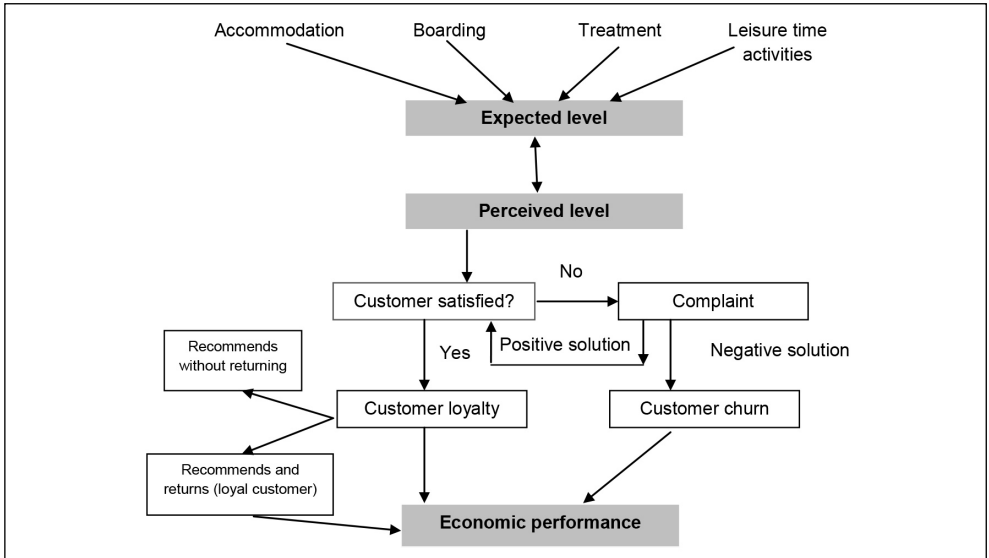 Accommodation
Boarding
Treatment
Leisure time
activities
Expected level
Perceived level
No
Customer satisfied?
Complaint
Yes
Positive solution
Negative solution
Recommends
without returning
Customer loyalty
Customer churn
Recommends and
returns (loyal customer)
Economic performance